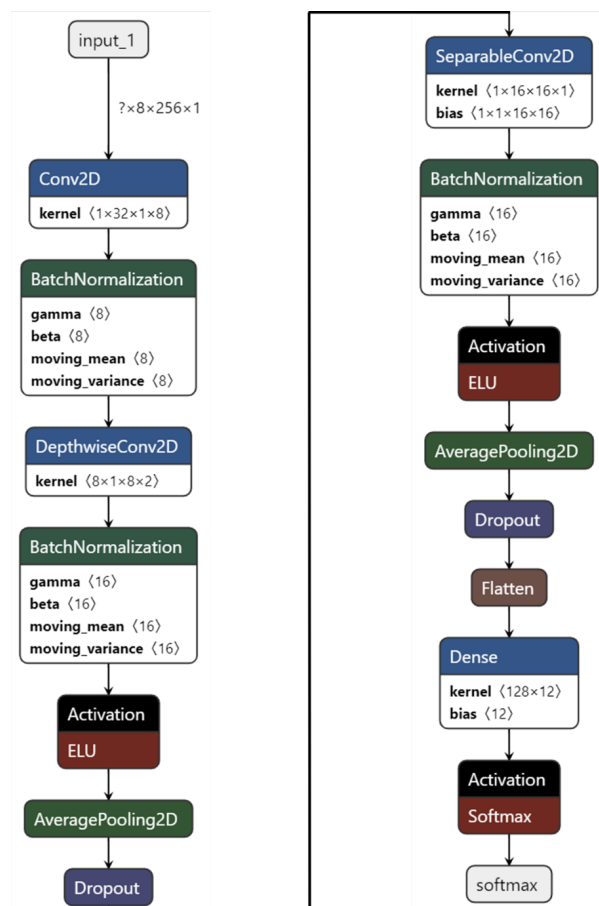 input_1
?×8×256×1
Conv2D
kernel 〈1×32×1×8〉
BatchNormalization
gamma 〈8〉
beta 〈8〉
moving_mean 〈8〉
moving_variance 〈8〉
DepthwiseConv2D
kernel 〈8×1×8×2〉
BatchNormalization
gamma 〈16〉
beta 〈16〉
moving_mean 〈16〉
moving_variance 〈16〉
Activation
ELU
AveragePooling2D
Dropout
SeparableConv2D
kernel 〈1×16×16×1〉
bias 〈1×1×16×16〉
BatchNormalization
gamma 〈16〉
beta 〈16〉
moving_mean 〈16〉
moving_variance 〈16〉
Activation
ELU
AveragePooling2D
Dropout
Flatten
Dense
kernel 〈128×12〉
bias 〈12〉
Activation
Softmax
softmax